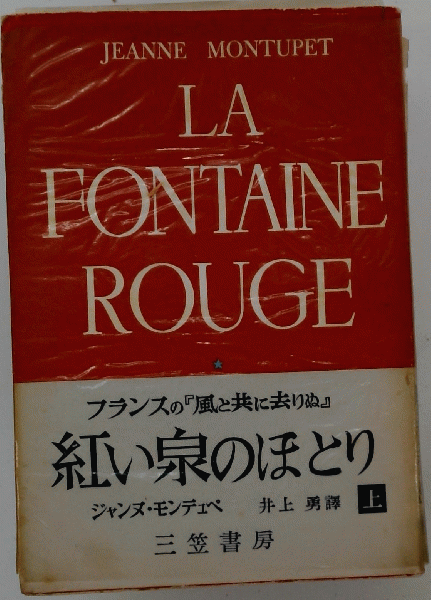 JEANNE MONTUPET
LA
FONTAINE
ROUGE
フランスの『風と共に去りぬ』
紅い泉のほとり
ジャンヌ・モンテュペ 井上 勇譯 上
三笠書房